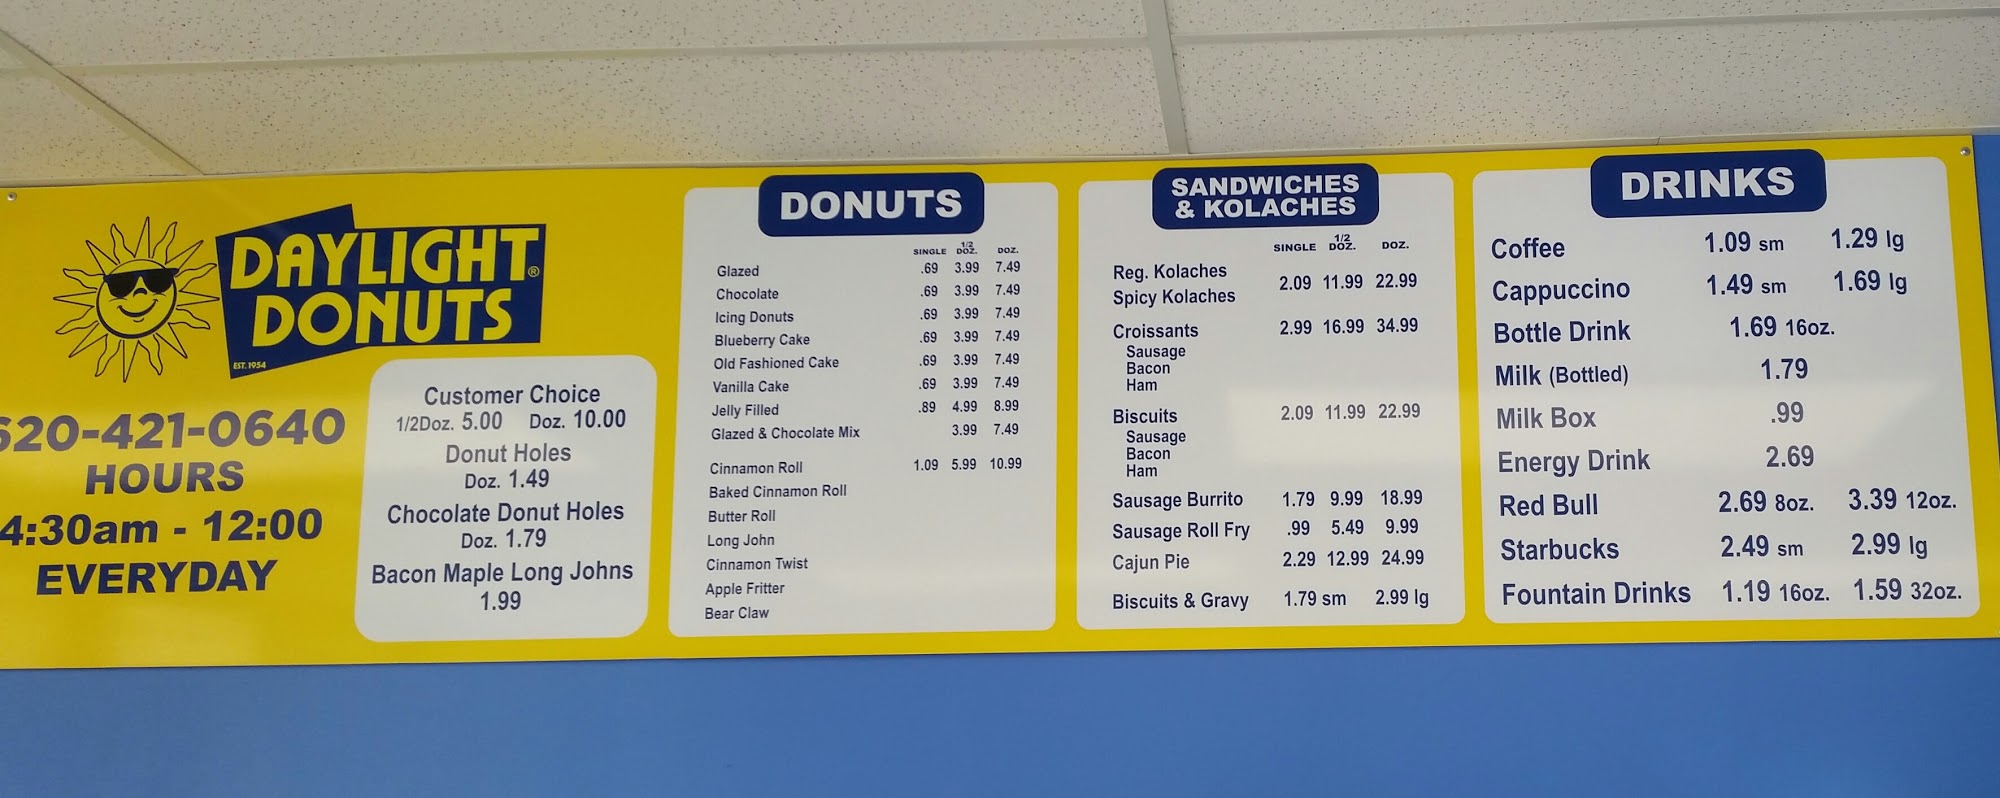 DAYLIGHT
DONUTS®
EST. 1954
620-421-0640
HOURS
4:30am - 12:00
EVERYDAY
Customer Choice
1/2Doz. 5.00 Doz. 10.00
Donut Holes
Doz. 1.49
Chocolate Donut Holes
Doz. 1.79
Bacon Maple Long Johns
1.99
DONUTS
SINGLE 1/2 DOZ. DOZ.
Glazed .69 3.99 7.49
Chocolate .69 3.99 7.49
Icing Donuts .69 3.99 7.49
Blueberry Cake .69 3.99 7.49
Old Fashioned Cake .69 3.99 7.49
Vanilla Cake .69 3.99 7.49
Jelly Filled .89 4.99 8.99
Glazed & Chocolate Mix 3.99 7.49
Cinnamon Roll 1.09 5.99 10.99
Baked Cinnamon Roll
Butter Roll
Long John
Cinnamon Twist
Apple Fritter
Bear Claw
SANDWICHES
& KOLACHES
SINGLE 1/2 DOZ. DOZ.
Reg. Kolaches
Spicy Kolaches 2.09 11.99 22.99
Croissants 2.99 16.99 34.99
Sausage
Bacon
Ham
Biscuits 2.09 11.99 22.99
Sausage
Bacon
Ham
Sausage Burrito 1.79 9.99 18.99
Sausage Roll Fry .99 5.49 9.99
Cajun Pie 2.29 12.99 24.99
Biscuits & Gravy 1.79 sm 2.99 lg
DRINKS
Coffee 1.09 sm 1.29 lg
Cappuccino 1.49 sm 1.69 lg
Bottle Drink 1.69 16oz.
Milk (Bottled) 1.79
Milk Box .99
Energy Drink 2.69
Red Bull 2.69 8oz. 3.39 12oz.
Starbucks 2.49 sm 2.99 lg
Fountain Drinks 1.19 16oz. 1.59 32oz.